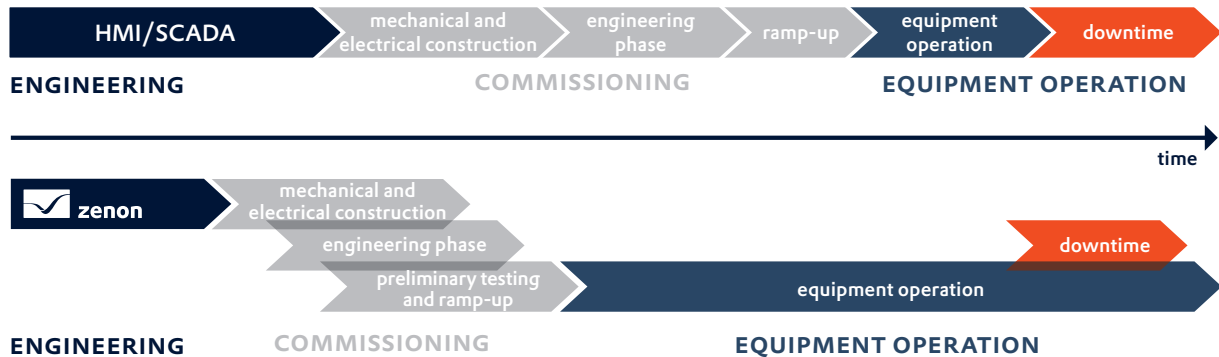 HMI/SCADA
mechanical and
electrical construction
engineering
phase
ramp-up
equipment
operation
downtime
ENGINEERING
COMMISSIONING
EQUIPMENT OPERATION
time
zenon
mechanical and
electrical construction
engineering phase
downtime
preliminary testing
and ramp-up
equipment operation
ENGINEERING
COMMISSIONING
EQUIPMENT OPERATION